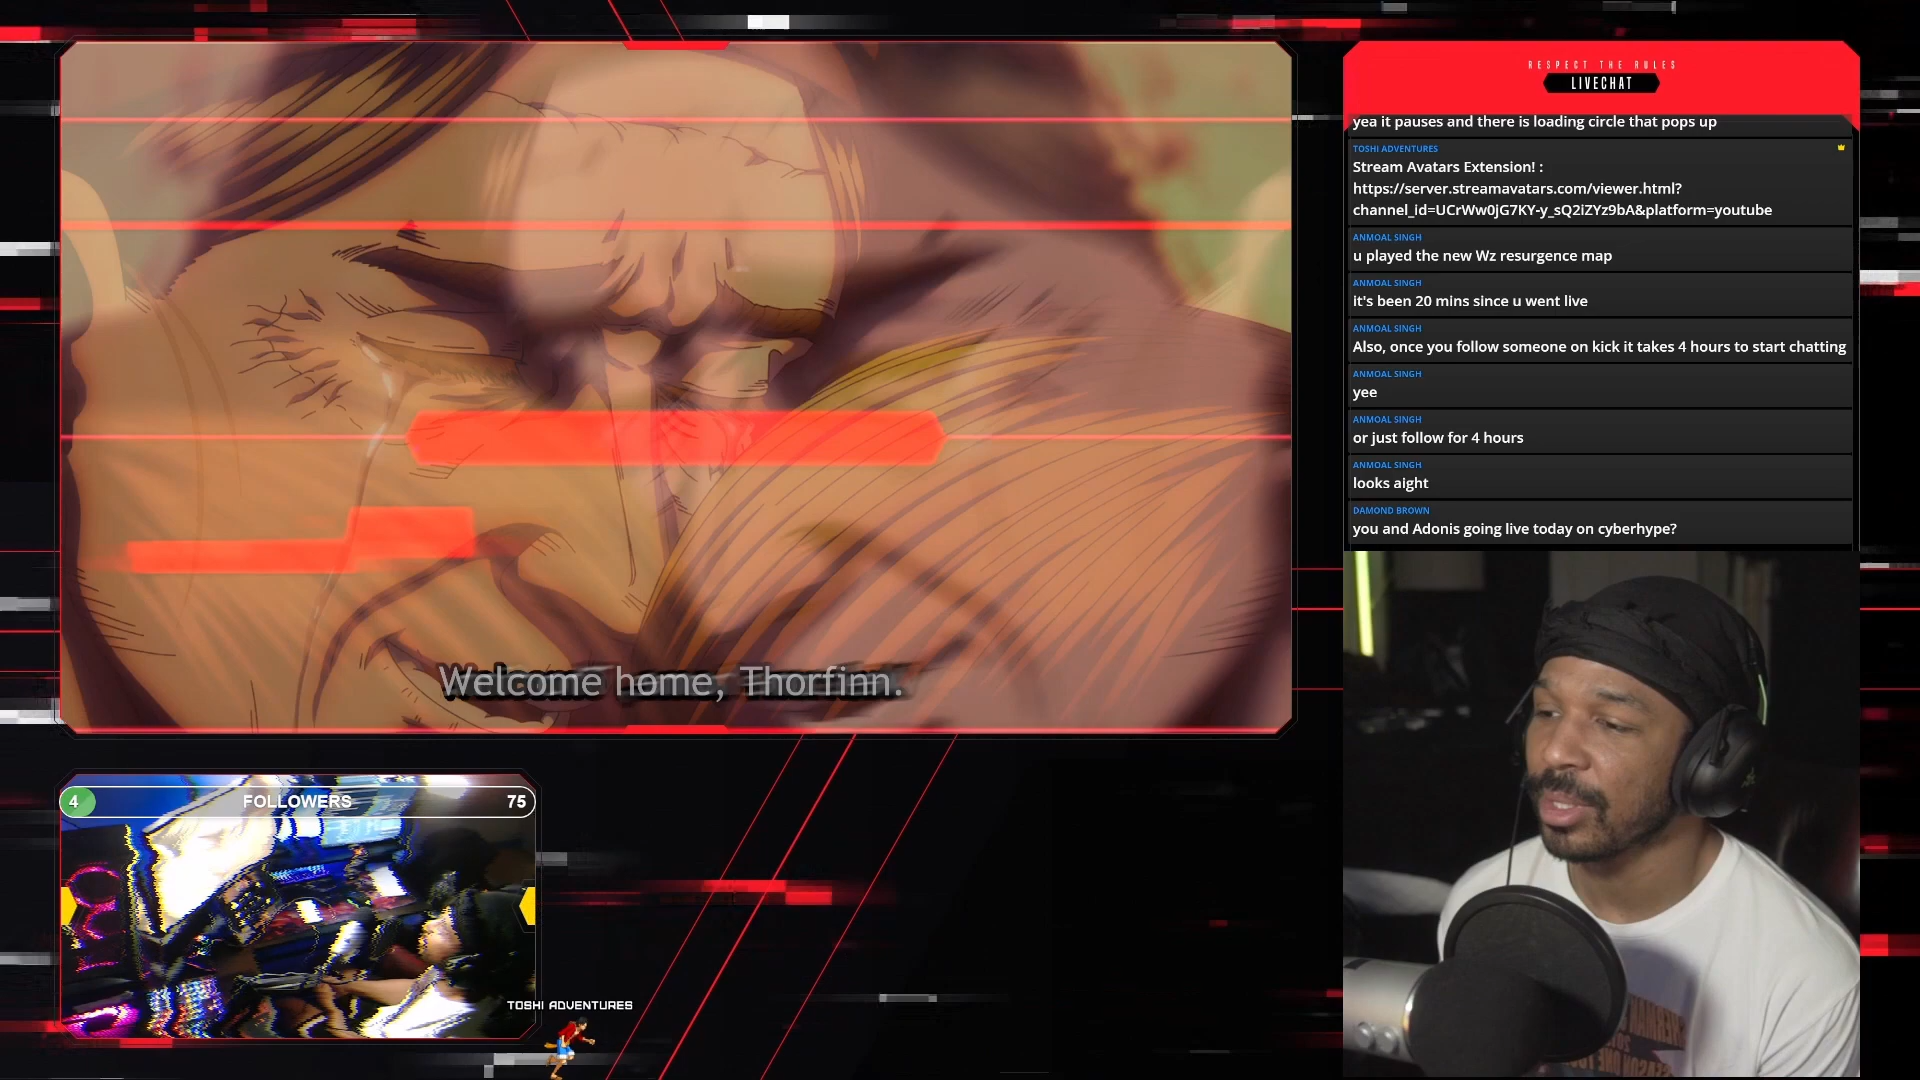 RESPECT THE RULES
LIVECHAT
yea it pauses and there is loading circle that pops up
TOSHI ADVENTURES
Stream Avatars Extension! :
https://server.streamavatars.com/viewer.html?
channel_id=UCrWw0jG7KY-y_sQ2iZYz9bA&platform=youtube
ANMOAL SINGH
u played the new Wz resurgence map
ANMOAL SINGH
it's been 20 mins since u went live
ANMOAL SINGH
Also, once you follow someone on kick it takes 4 hours to start chatting
ANMOAL SINGH
yee
ANMOAL SINGH
or just follow for 4 hours
ANMOAL SINGH
looks aight
DAMOND BROWN
you and Adonis going live today on cyberhype?
Welcome home, Thorfinn.
4 FOLLOWERS 75
TOSHI ADVENTURES